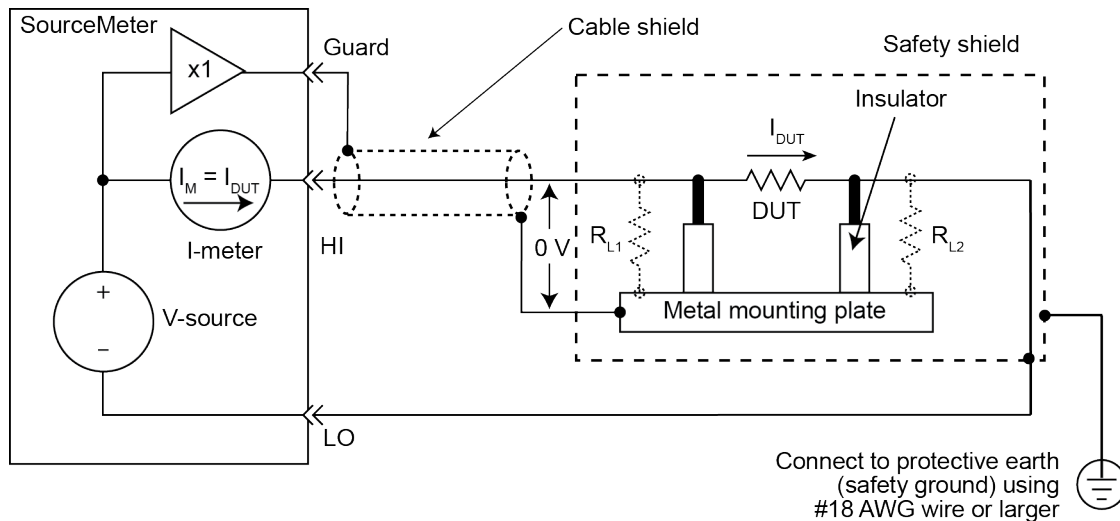 SourceMeter
x1
Guard
Cable shield
Safety shield
Insulator
I_DUT
I_M = I_DUT
DUT
I-meter
HI
0 V
R_L1
R_L2
+
V-source
–
Metal mounting plate
LO
Connect to protective earth
(safety ground) using
#18 AWG wire or larger